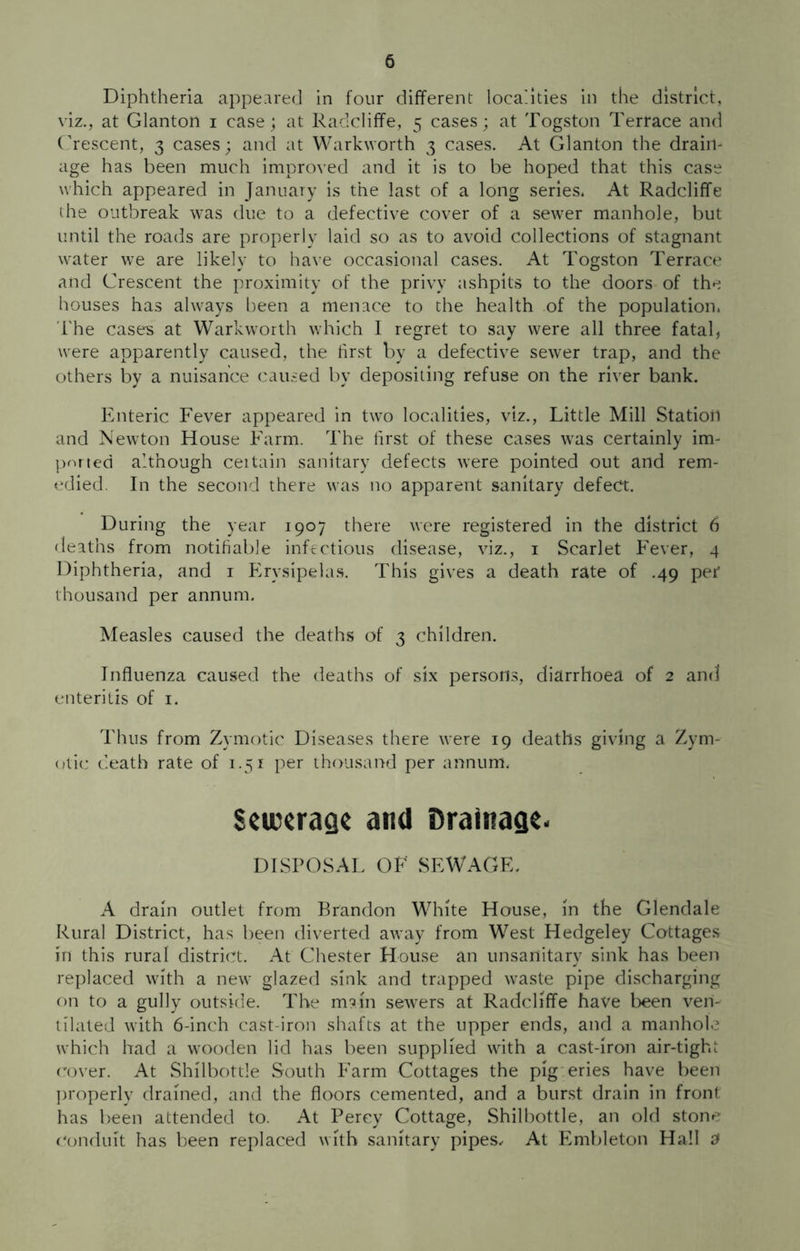 6
Diphtheria appeared in four different localities in the district,
viz., at Glanton 1 case; at Radcliffe, 5 cases; at Togston Terrace and
Crescent, 3 cases; and at Warkworth 3 cases. At Glanton the drain-
age has been much improved and it is to be hoped that this case
which appeared in January is the last of a long series. At Radcliffe
the outbreak was due to a defective cover of a sewer manhole, but
until the roads are properly laid so as to avoid collections of stagnant
water we are likely to have occasional cases. At Togston Terrace
and Crescent the proximity of the privy ashpits to the doors of the
houses has always been a menace to the health of the population.
The cases at Warkworth which I regret to say were all three fatal,
were apparently caused, the first by a defective sewer trap, and the
others by a nuisance caused by depositing refuse on the river bank.
Enteric Fever appeared in two localities, viz., Little Mill Station
and Newton House Farm. The first of these cases was certainly im-
ported although certain sanitary defects were pointed out and rem-
edied. In the second there was no apparent sanitary defect.
During the year 1907 there were registered in the district 6
deaths from notifiable infectious disease, viz., 1 Scarlet Fever, 4
Diphtheria, and 1 Erysipelas. This gives a death rate of .49 per
thousand per annum.
Measles caused the deaths of 3 children.
Influenza caused the deaths of six persons, diarrhoea of 2 and
enteritis of 1.
Thus from Zymotic Diseases there were 19 deaths giving a Zym-
otic death rate of 1.51 per thousand per annum.
Sewerage and Drainage.
DISPOSAL OF SEWAGE.
A drain outlet from Brandon White House, in the Glendale
Rural District, has been diverted away from West Hedgeley Cottages
in this rural district. At Chester House an unsanitary sink has been
replaced with a new glazed sink and trapped waste pipe discharging
on to a gully outside. The main sewers at Radcliffe have been ven-
tilated with 6-inch cast-iron shafts at the upper ends, and a manhole
which had a wooden lid has been supplied with a cast-iron air-tight
cover. At Shilbottle South Farm Cottages the pig eries have been
properly drained, and the floors cemented, and a burst drain in front
has been attended to. At Percy Cottage, Shilbottle, an old stone
conduit has been replaced with sanitary pipes. At Embleton Hall a